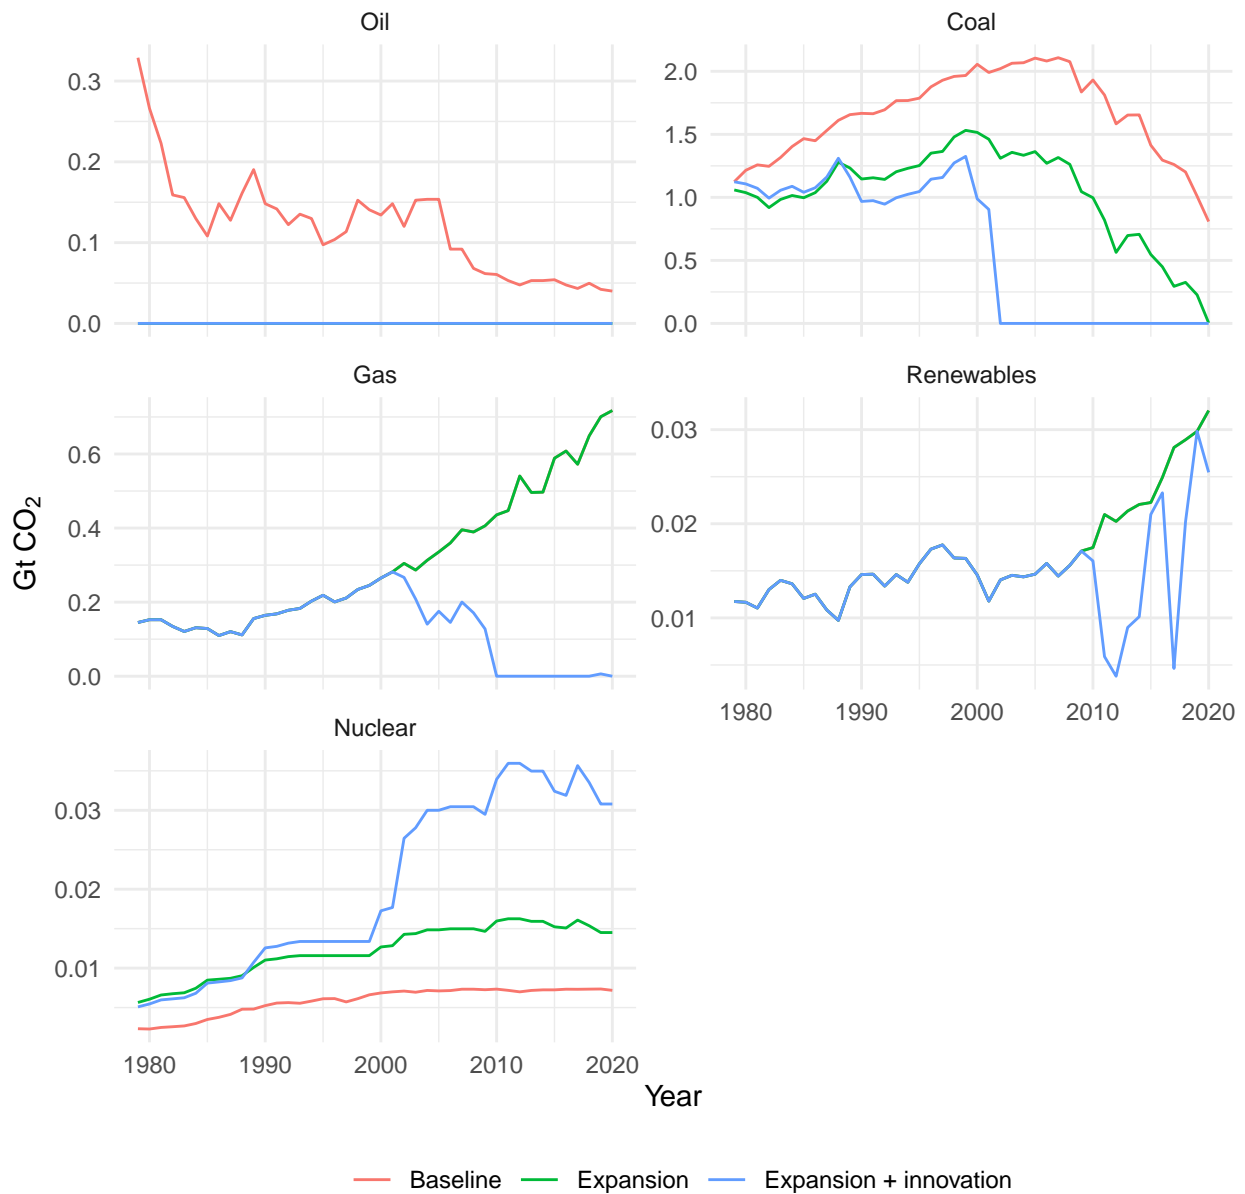 Oil
Coal
0.3
0.2
0.1
0.0
2.0
1.5
1.0
0.5
0.0
Gas
Renewables
0.6
0.4
0.2
0.0
0.03
0.02
0.01
1980 1990 2000 2010 2020
Nuclear
0.03
0.02
0.01
1980 1990 2000 2010 2020
Gt CO₂
Year
Baseline Expansion Expansion + innovation